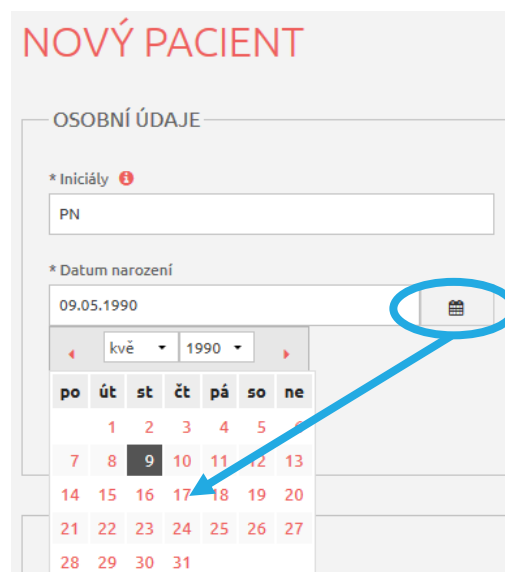 NOVÝ PACIENT
OSOBNÍ ÚDAJE
* Iniciály
PN
* Datum narození
09.05.1990
kvě 1990
po út st čt pá so ne
1 2 3 4 5 6
7 8 9 10 11 12 13
14 15 16 17 18 19 20
21 22 23 24 25 26 27
28 29 30 31